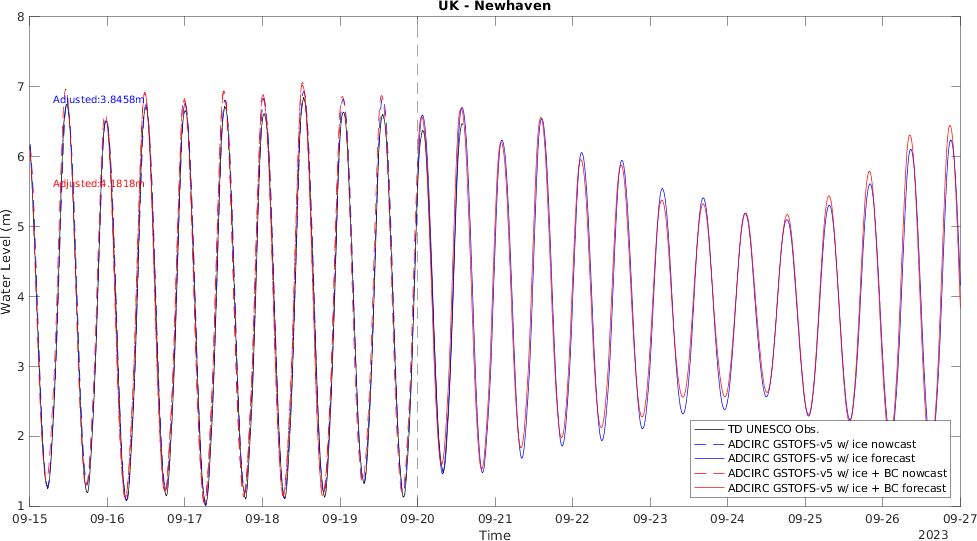 UK - Newhaven
8
7
6
5
4
3
2
1
Water Level (m)
Adjusted:3.8458m
Adjusted:4.1818m
TD UNESCO Obs.
ADCIRC GSTOFS-v5 w/ ice nowcast
ADCIRC GSTOFS-v5 w/ ice forecast
ADCIRC GSTOFS-v5 w/ ice + BC nowcast
ADCIRC GSTOFS-v5 w/ ice + BC forecast
09-15 09-16 09-17 09-18 09-19 09-20 09-21 09-22 09-23 09-24 09-25 09-26 09-27
Time
2023